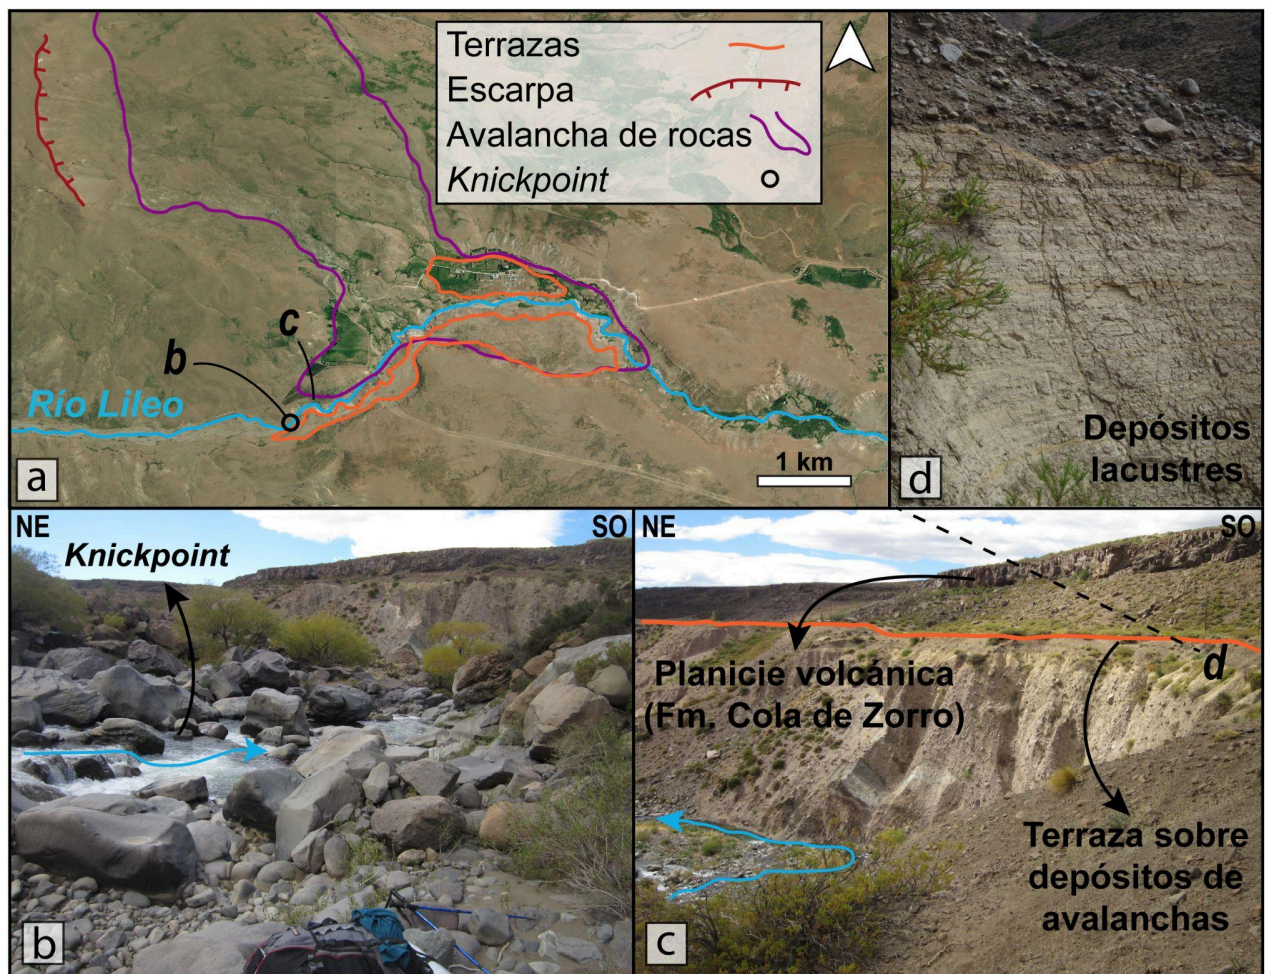 Terrazas
Escarpa
Avalancha de rocas
Knickpoint
c
b
Río Lileo
1 km
a
Depósitos
lacustres
d
NE
SO
Knickpoint
b
NE
SO
Planicie volcánica
(Fm. Cola de Zorro)
d
Terraza sobre
depósitos de
avalanchas
c